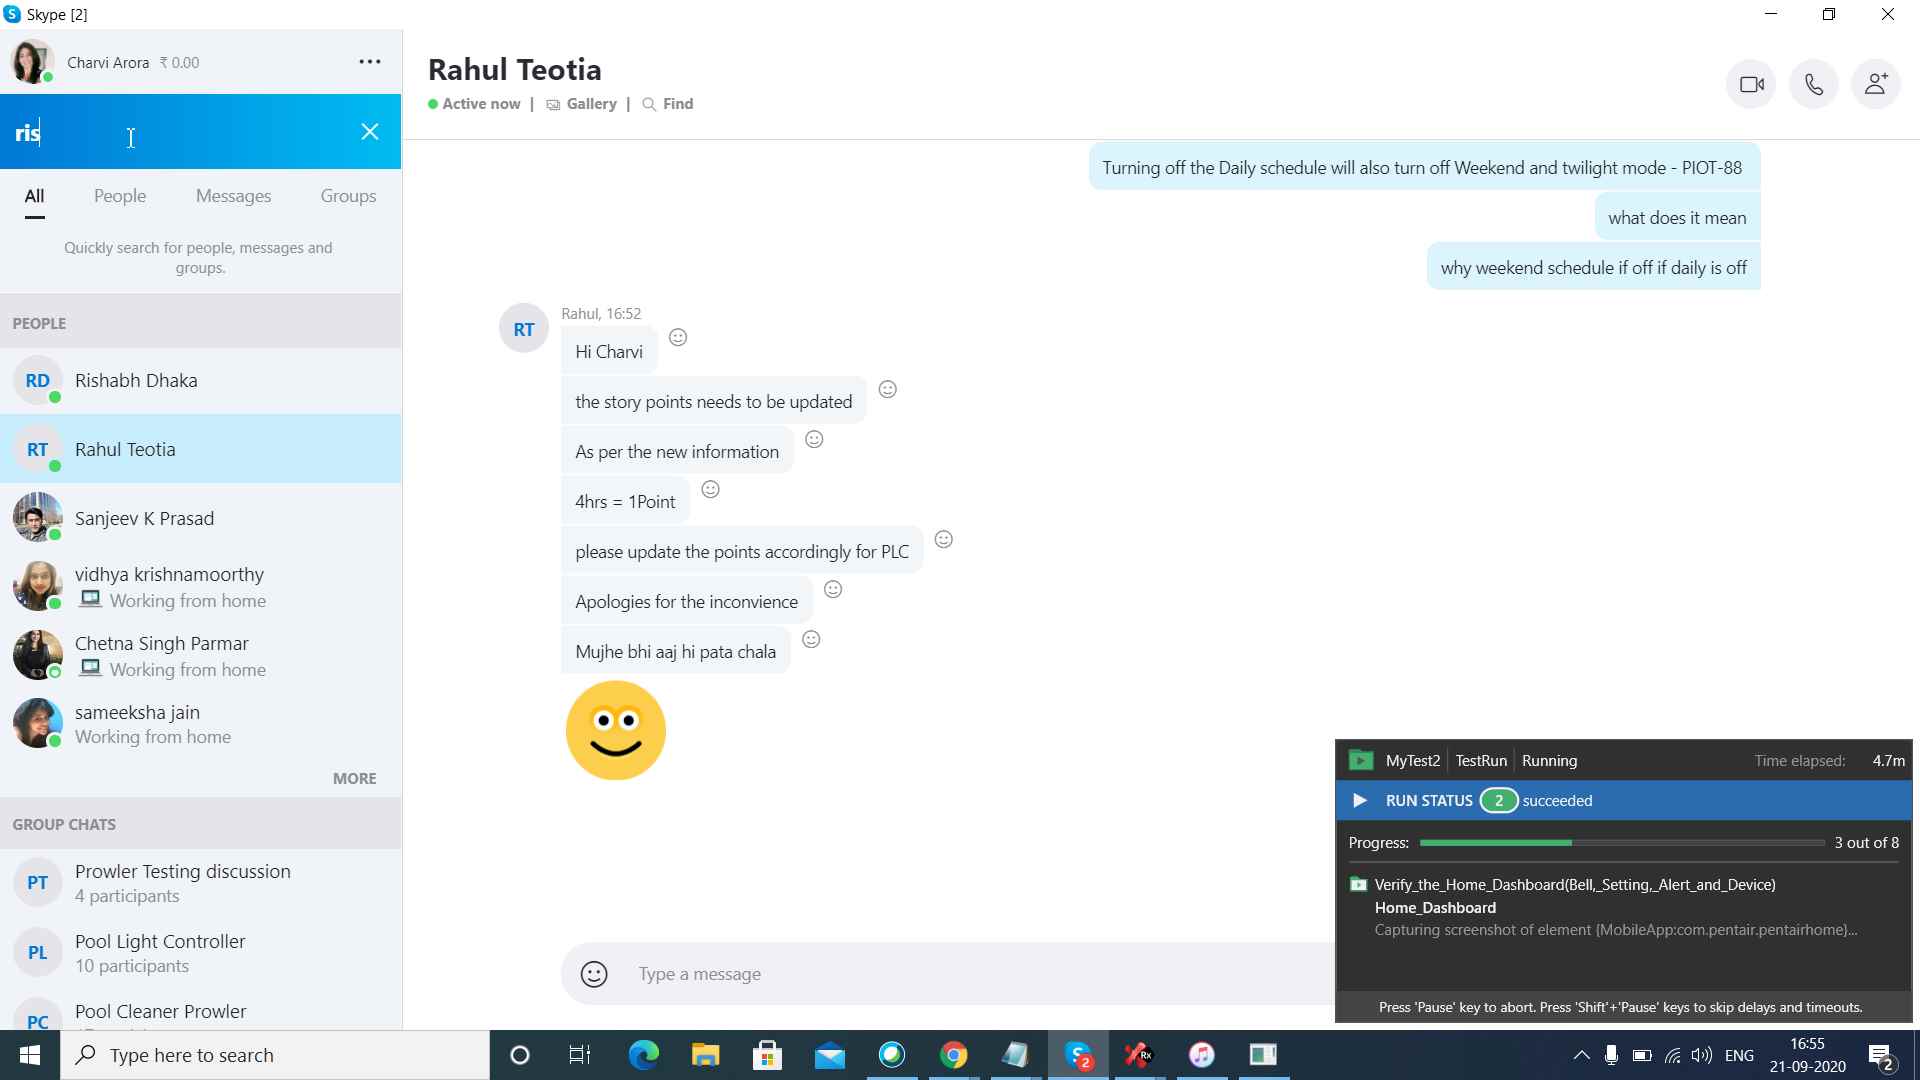 Skype [2]
Charvi Arora ₹ 0.00
ris
All People Messages Groups
Quickly search for people, messages and
groups.
PEOPLE
RD Rishabh Dhaka
RT Rahul Teotia
Sanjeev K Prasad
vidhya krishnamoorthy
Working from home
Chetna Singh Parmar
Working from home
sameeksha jain
Working from home
MORE
GROUP CHATS
PT Prowler Testing discussion
4 participants
PL Pool Light Controller
10 participants
PC Pool Cleaner Prowler
Rahul Teotia
Active now | Gallery | Find
Turning off the Daily schedule will also turn off Weekend and twilight mode - PIOT-88
what does it mean
why weekend schedule if off if daily is off
RT
Rahul, 16:52
Hi Charvi
the story points needs to be updated
As per the new information
4hrs = 1Point
please update the points accordingly for PLC
Apologies for the inconvience
Mujhe bhi aaj hi pata chala
Type a message
MyTest2 TestRun Running Time elapsed: 4.7m
RUN STATUS 2 succeeded
Progress: 3 out of 8
Verify_the_Home_Dashboard(Bell,_Setting,_Alert_and_Device)
Home_Dashboard
Capturing screenshot of element {MobileApp:com.pentair.pentairhome}...
Press 'Pause' key to abort. Press 'Shift'+'Pause' keys to skip delays and timeouts.
Type here to search
2
Rx
ENG
16:55
21-09-2020
2